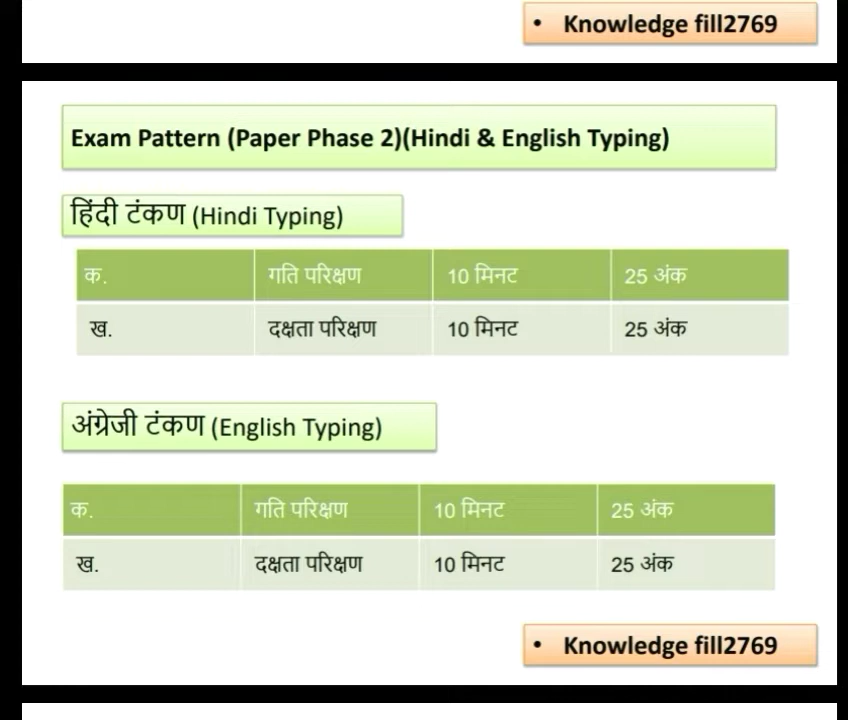 • Knowledge fill2769
Exam Pattern (Paper Phase 2)(Hindi & English Typing)
हिंदी टंकण (Hindi Typing)
क. गति परिक्षण 10 मिनट 25 अंक
ख. दक्षता परिक्षण 10 मिनट 25 अंक
अंग्रेजी टंकण (English Typing)
क. गति परिक्षण 10 मिनट 25 अंक
ख. दक्षता परिक्षण 10 मिनट 25 अंक
• Knowledge fill2769